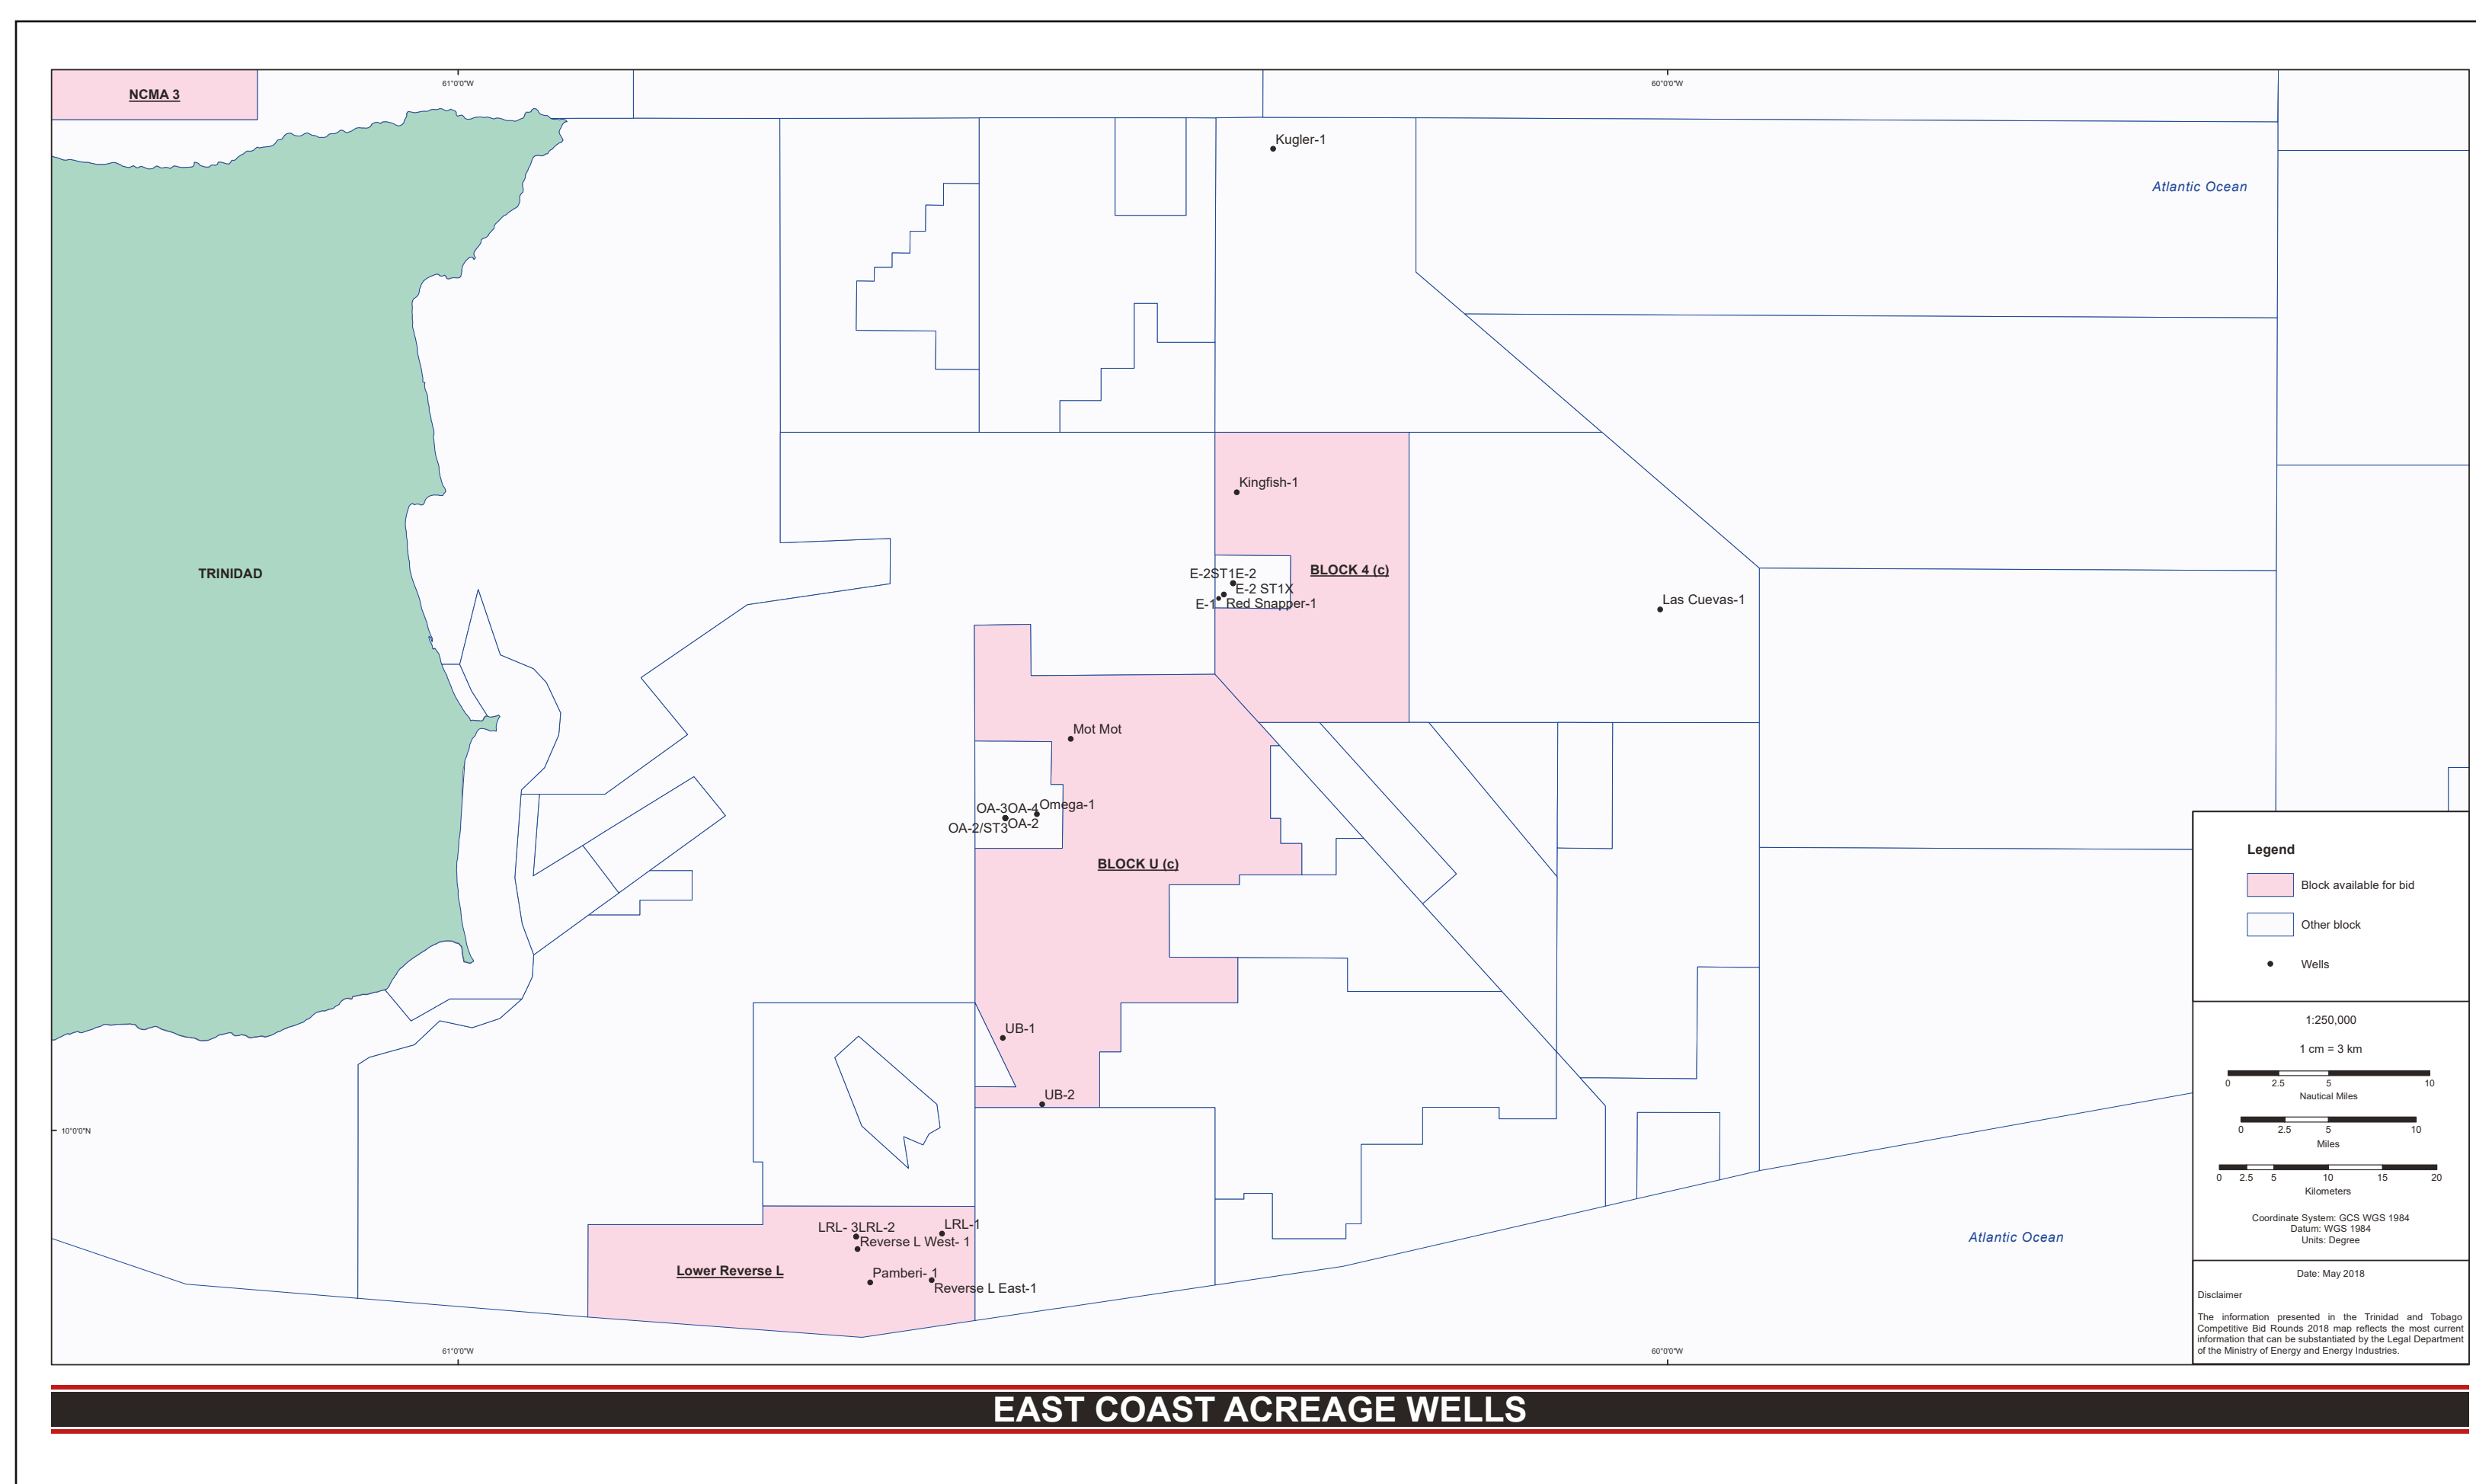 61°0'0"W
60°0'0"W
NCMA 3
Kugler-1
Atlantic Ocean
Kingfish-1
TRINIDAD
BLOCK 4 (c)
E-2ST1E-2
E-2 ST1X
E-1
Red Snapper-1
Las Cuevas-1
Mot Mot
OA-3OA-4
Omega-1
OA-2/ST3
OA-2
BLOCK U (c)
UB-1
UB-2
10°0'0"N
LRL- 3LRL-2
LRL-1
Reverse L West- 1
Lower Reverse L
Pamberi- 1
Reverse L East-1
Atlantic Ocean
61°0'0"W
60°0'0"W
Legend
Block available for bid
Other block
Wells
1:250,000
1 cm = 3 km
0 2.5 5 10
Nautical Miles
0 2.5 5 10
Miles
0 2.5 5 10 15 20
Kilometers
Coordinate System: GCS WGS 1984
Datum: WGS 1984
Units: Degree
Date: May 2018
Disclaimer
The information presented in the Trinidad and Tobago
Competitive Bid Rounds 2018 map reflects the most current
information that can be substantiated by the Legal Department
of the Ministry of Energy and Energy Industries.
EAST COAST ACREAGE WELLS